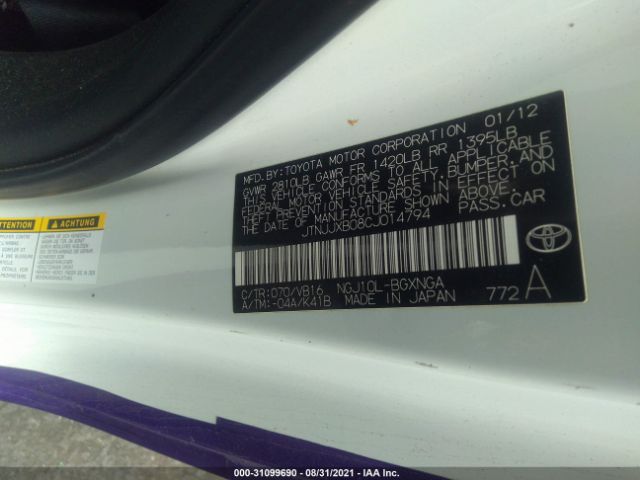 MFD.BY:TOYOTA MOTOR CORPORATION 01/12
GVWR 2810LB GAWR FR 1420LB RR 1395LB
THIS VEHICLE CONFORMS TO ALL APPLICABLE
FEDERAL MOTOR VEHICLE SAFETY, BUMPER, AND
THEFT PREVENTION STANDARDS IN EFFECT ON
THE DATE OF MANUFACTURE SHOWN ABOVE.
JTNJJXB08CJ014794 PASS.CAR
TOYOTA
C/TR:070/VB16 NGJ10L-BGXNGA
A/TM:-04A/K41B MADE IN JAPAN 772A
000-31099690 - 08/31/2021 - IAA Inc.